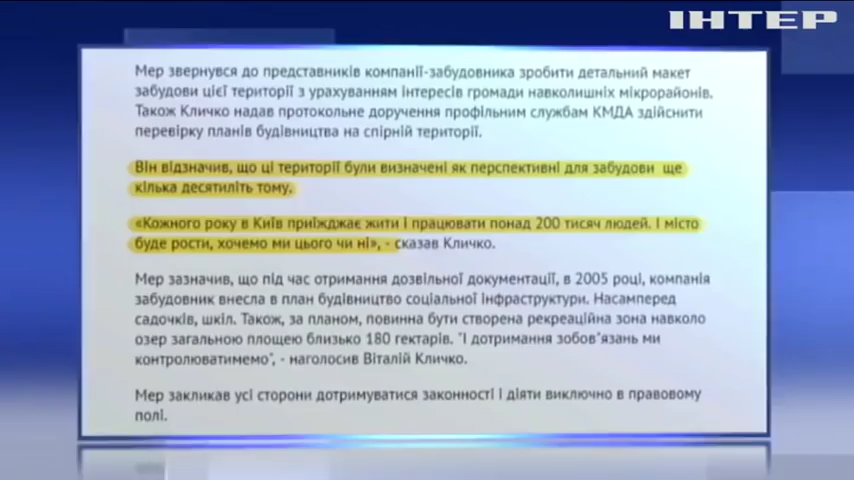 ІНТЕР
Мер звернувся до представників компанії-забудовника зробити детальний макет
забудови цієї території з урахуванням інтересів громади навколишніх мікрорайонів.
Також Кличко надав протокольне доручення профільним службам КМДА здійснити
перевірку планів будівництва на спірній території.
Він відзначив, що ці території були визначені як перспективні для забудови ще
кілька десятиліть тому.
«Кожного року в Київ приїжджає жити і працювати понад 200 тисяч людей. І місто
буде рости, хочемо ми цього чи ні», - сказав Кличко.
Мер зазначив, що під час отримання дозвільної документації, в 2005 році, компанія
забудовник внесла в план будівництво соціальної інфраструктури. Насамперед
садочків, шкіл. Також, за планом, повинна бути створена рекреаційна зона навколо
озер загальною площею близько 180 гектарів. "І дотримання зобов"язань ми
контролюватимемо", - наголосив Віталій Кличко.
Мер закликав усі сторони дотримуватися законності і діяти виключно в правовому
полі.